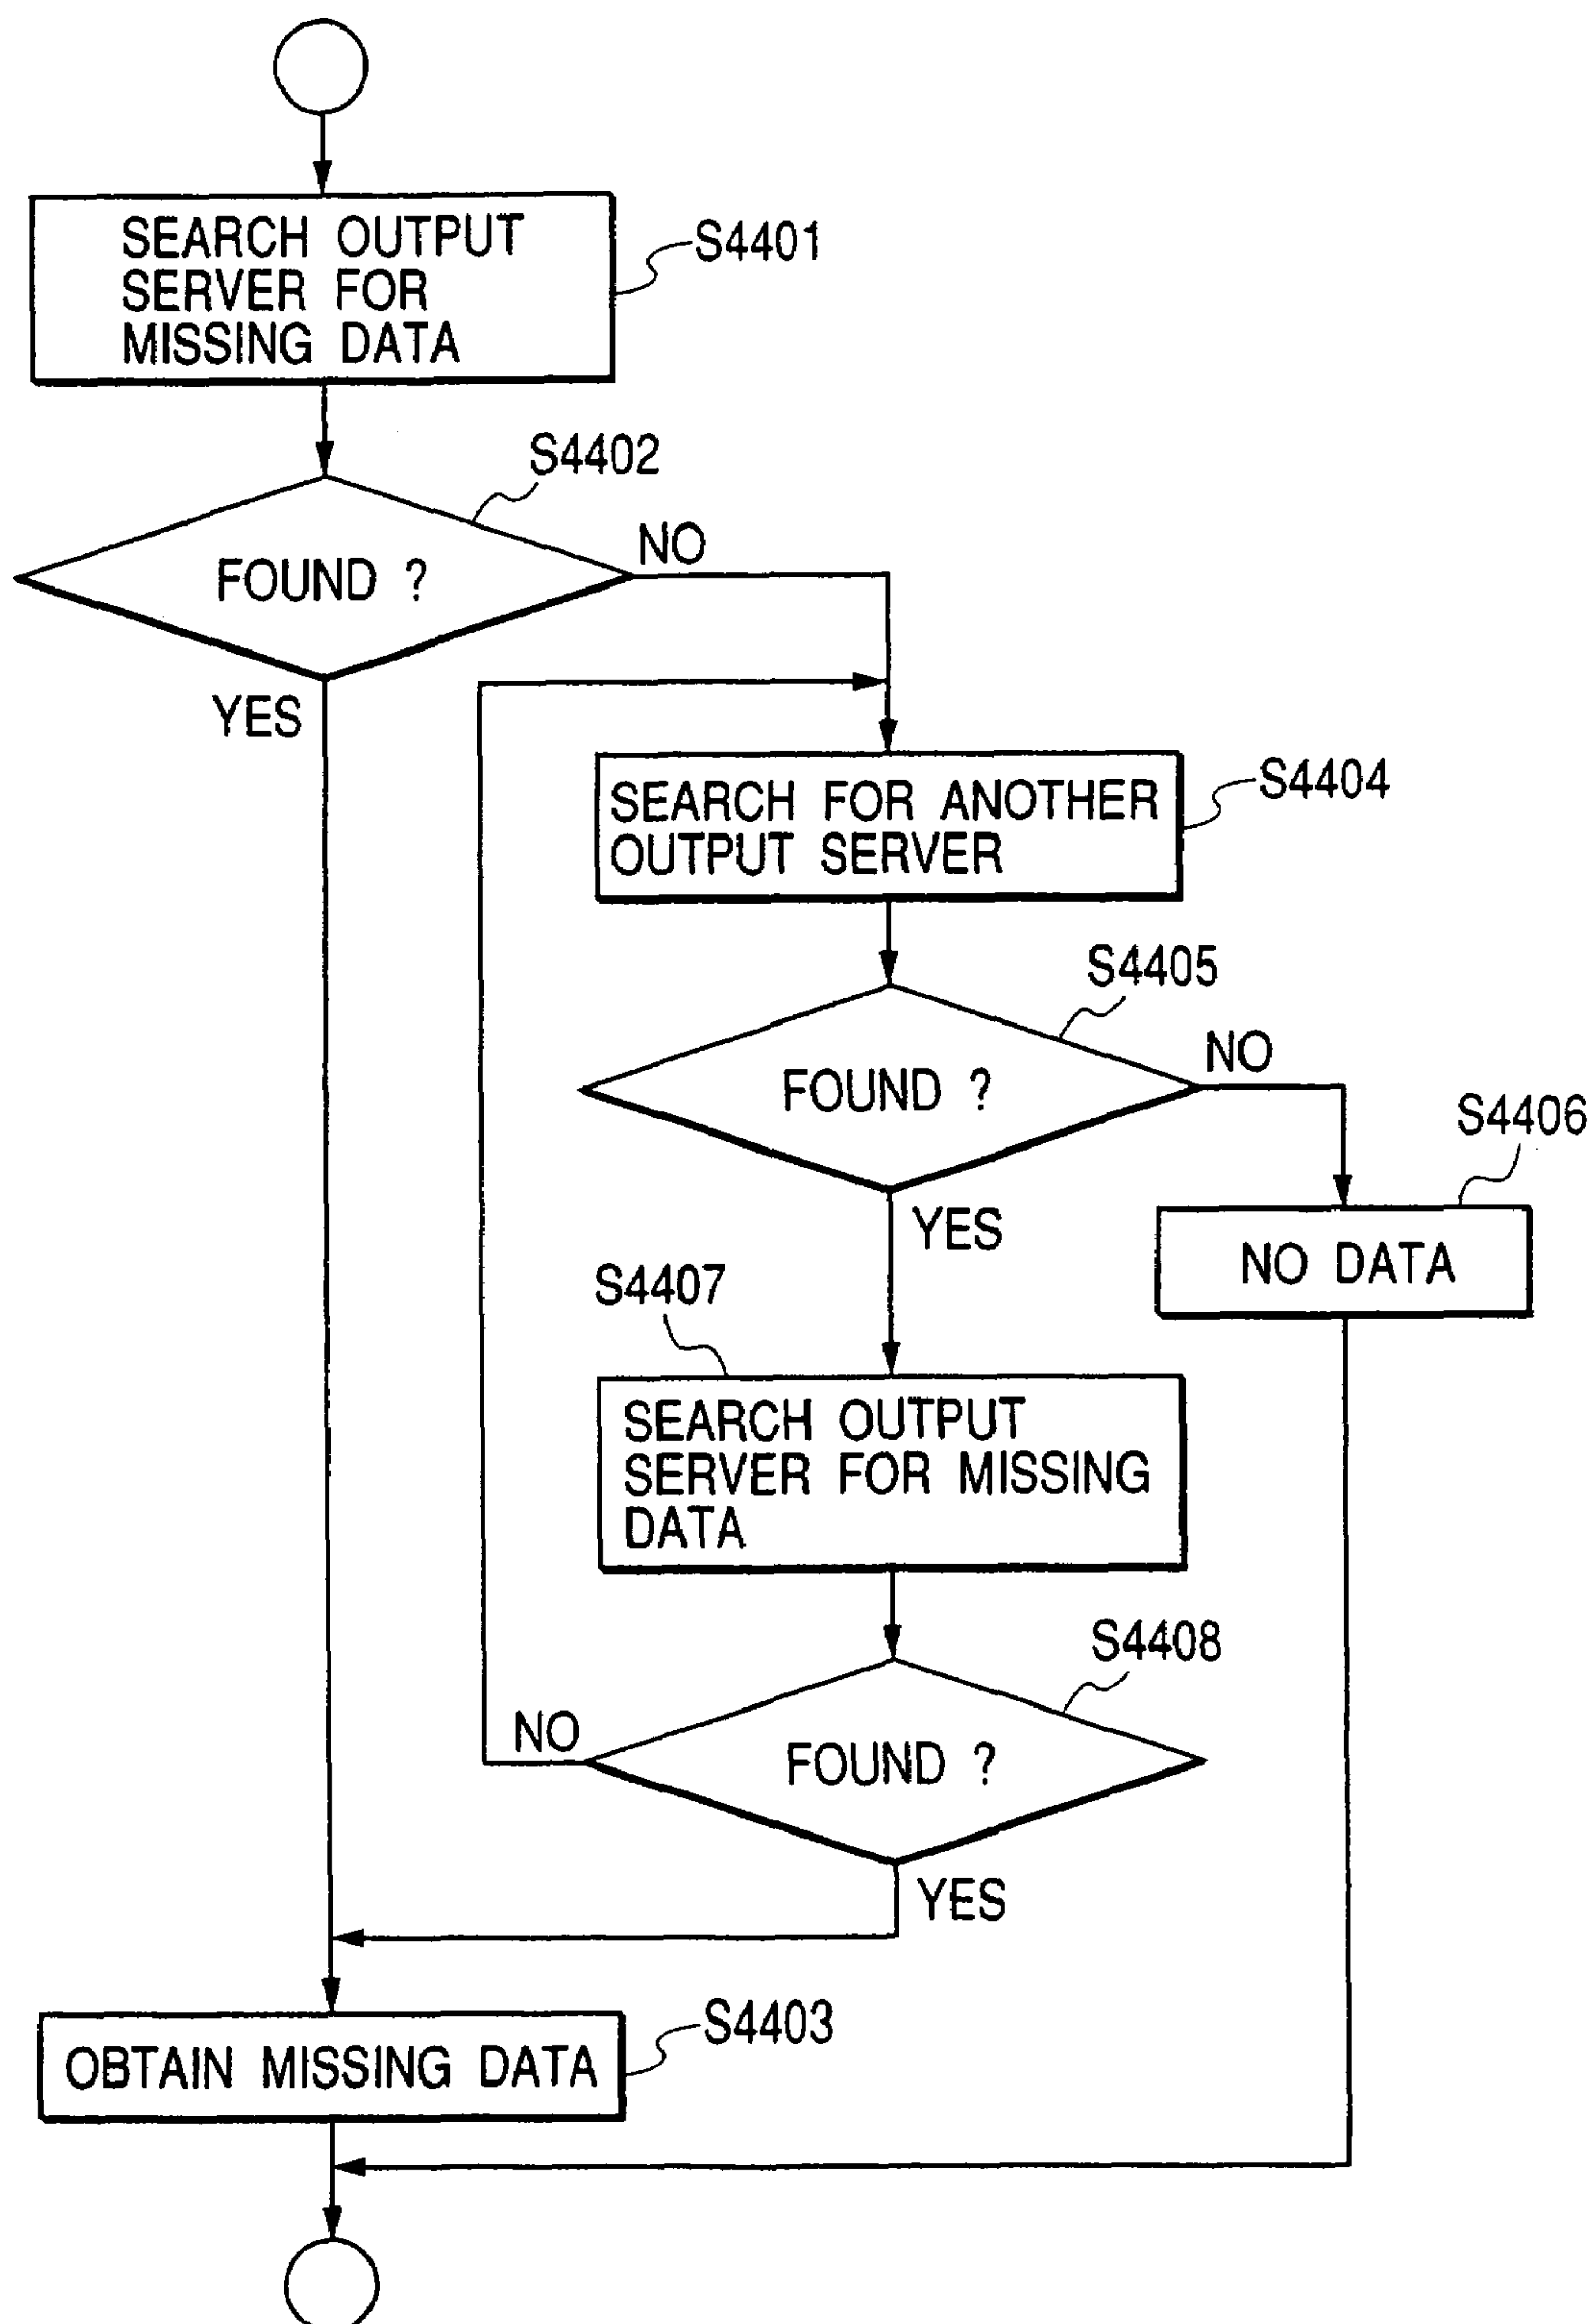 SEARCH OUTPUT
SERVER FOR
MISSING DATA
S4401
S4402
FOUND ?
NO
YES
SEARCH FOR ANOTHER
OUTPUT SERVER
S4404
S4405
FOUND ?
NO
YES
S4406
NO DATA
S4407
SEARCH OUTPUT
SERVER FOR MISSING
DATA
S4408
FOUND ?
NO
YES
OBTAIN MISSING DATA
S4403